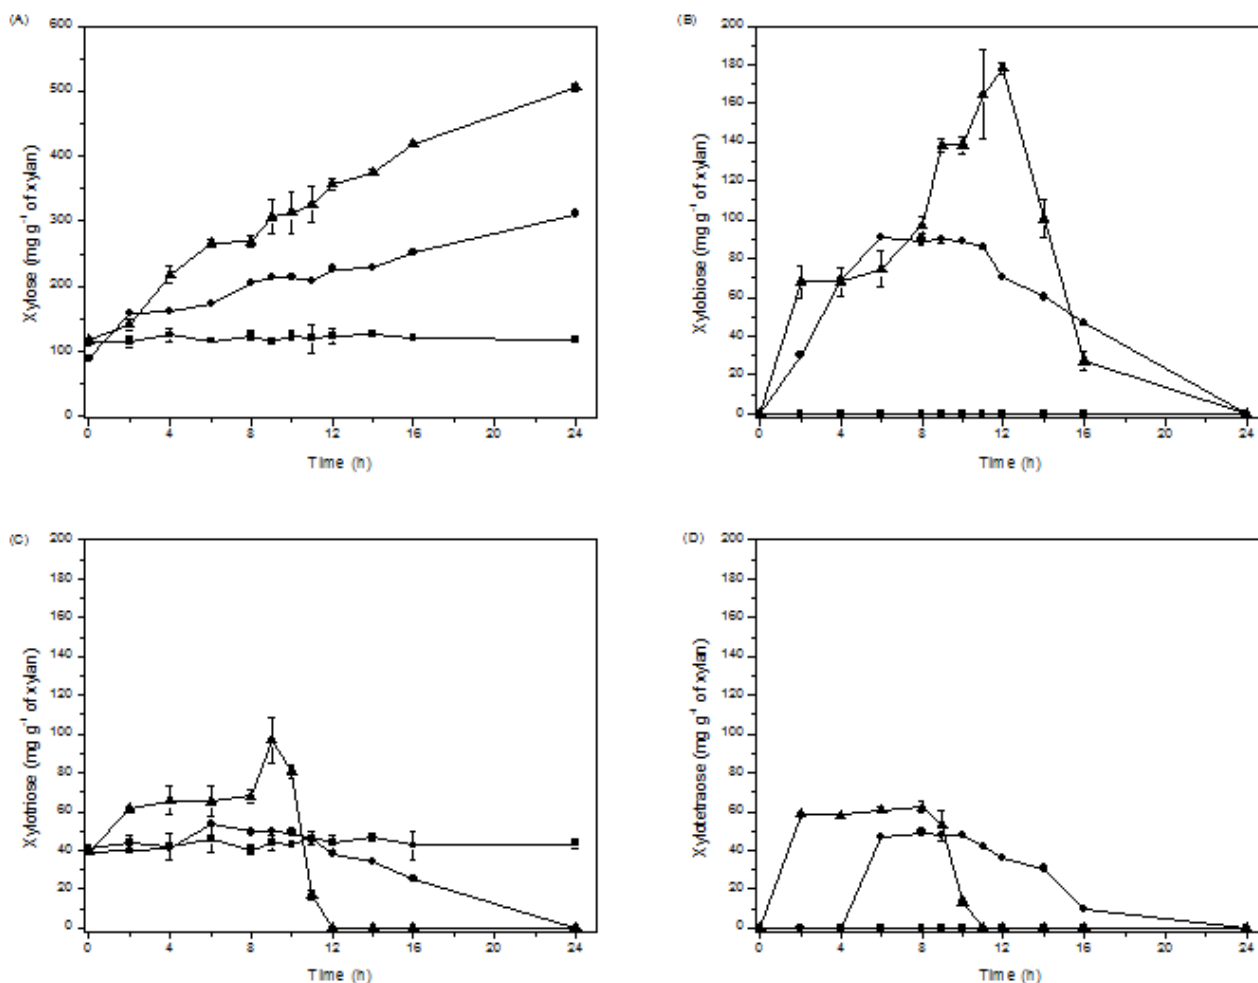 (A)
600
500
400
300
200
100
0
Xylose (mg g⁻¹ of xylan)
0 4 8 12 16 20 24
Time (h)
(B)
200
180
160
140
120
100
80
60
40
20
0
Xylobiose (mg g⁻¹ of xylan)
0 4 8 12 16 20 24
Time (h)
(C)
200
180
160
140
120
100
80
60
40
20
0
Xylotriose (mg g⁻¹ of xylan)
0 4 8 12 16 20 24
Time (h)
(D)
200
180
160
140
120
100
80
60
40
20
0
Xylotetraose (mg g⁻¹ of xylan)
0 4 8 12 16 20 24
Time (h)